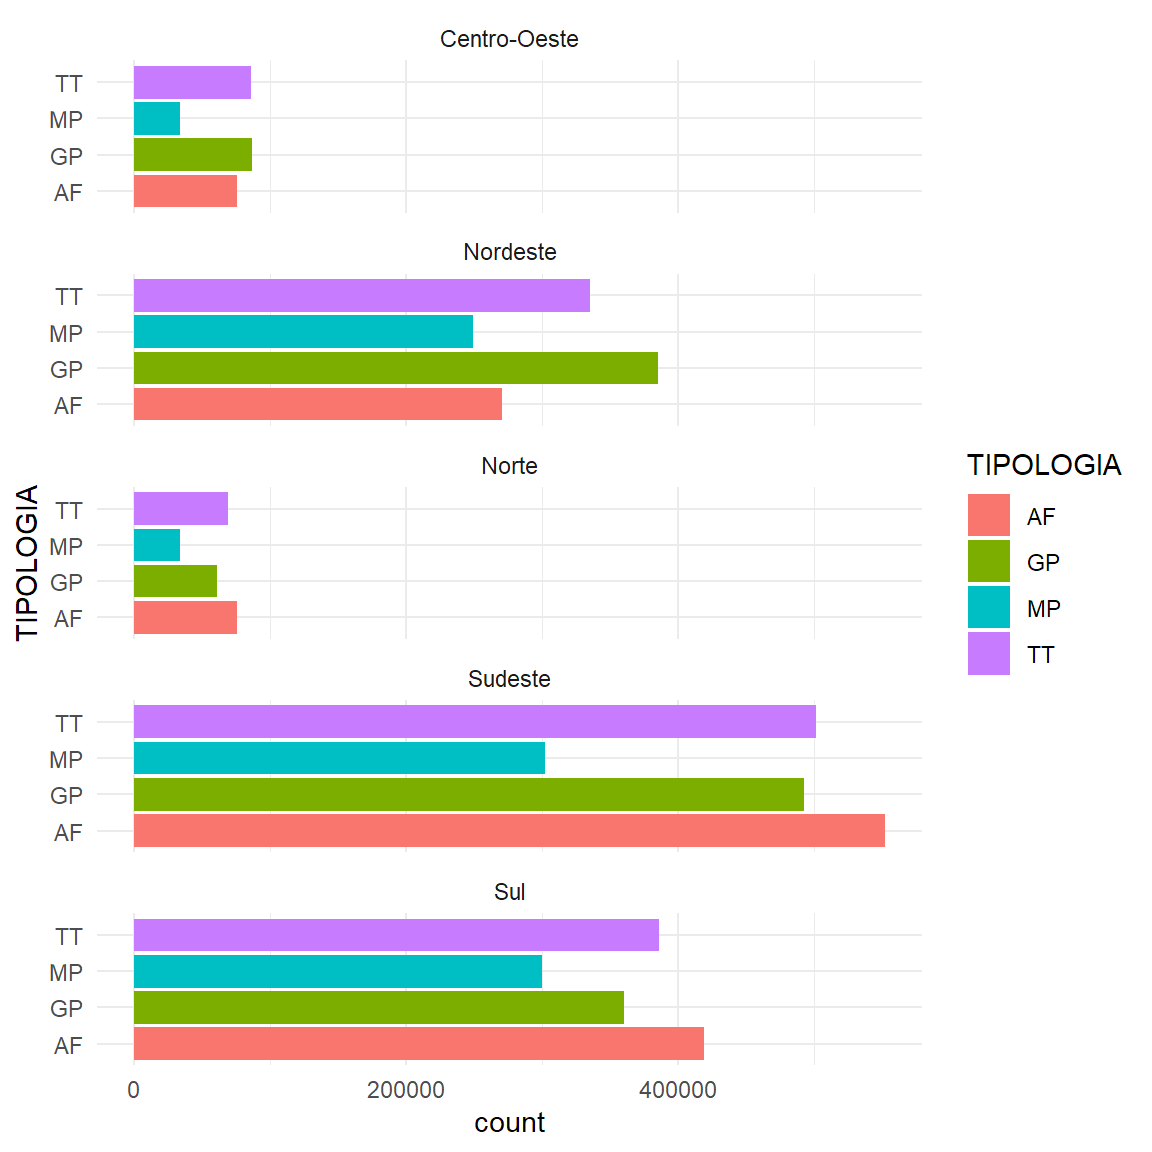 Centro-Oeste
TT
MP
GP
AF
Nordeste
TT
MP
GP
AF
Norte
TT
MP
GP
AF
Sudeste
TT
MP
GP
AF
Sul
TT
MP
GP
AF
0 200000 400000
count
TIPOLOGIA
TIPOLOGIA
AF
GP
MP
TT